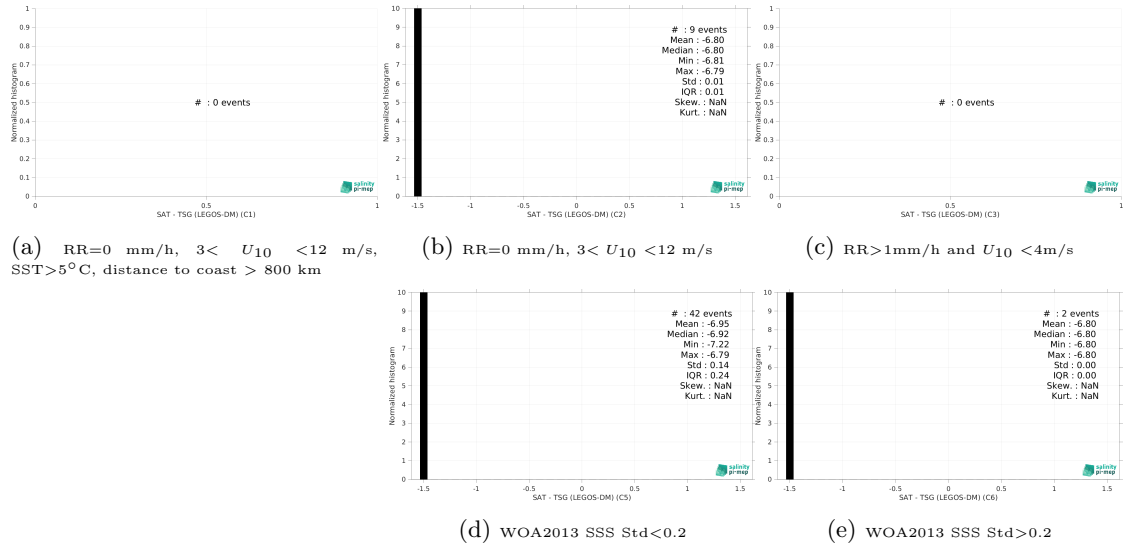 1
0.9
0.8
0.7
0.6
0.5
0.4
0.3
0.2
0.1
0
Normalized histogram
# : 0 events
salinity
pi-mep
0 0.5 1
SAT - TSG (LEGOS-DM) (C1)
(a) RR=0 mm/h, 3< U10 <12 m/s,
SST>5°C, distance to coast > 800 km
10
9
8
7
6
5
4
3
2
1
0
Normalized histogram
# : 9 events
Mean : -6.80
Median : -6.80
Min : -6.81
Max : -6.79
Std : 0.01
IQR : 0.01
Skew. : NaN
Kurt. : NaN
salinity
pi-mep
-1.5 -1 -0.5 0 0.5 1 1.5
SAT - TSG (LEGOS-DM) (C2)
(b) RR=0 mm/h, 3< U10 <12 m/s
1
0.9
0.8
0.7
0.6
0.5
0.4
0.3
0.2
0.1
0
Normalized histogram
# : 0 events
salinity
pi-mep
0 0.5 1
SAT - TSG (LEGOS-DM) (C3)
(c) RR>1mm/h and U10 <4m/s
10
9
8
7
6
5
4
3
2
1
0
Normalized histogram
# : 42 events
Mean : -6.95
Median : -6.92
Min : -7.22
Max : -6.79
Std : 0.14
IQR : 0.24
Skew. : NaN
Kurt. : NaN
salinity
pi-mep
-1.5 -1 -0.5 0 0.5 1 1.5
SAT - TSG (LEGOS-DM) (C5)
(d) WOA2013 SSS Std<0.2
10
9
8
7
6
5
4
3
2
1
0
Normalized histogram
# : 2 events
Mean : -6.80
Median : -6.80
Min : -6.80
Max : -6.80
Std : 0.00
IQR : 0.00
Skew. : NaN
Kurt. : NaN
salinity
pi-mep
-1.5 -1 -0.5 0 0.5 1 1.5
SAT - TSG (LEGOS-DM) (C6)
(e) WOA2013 SSS Std>0.2